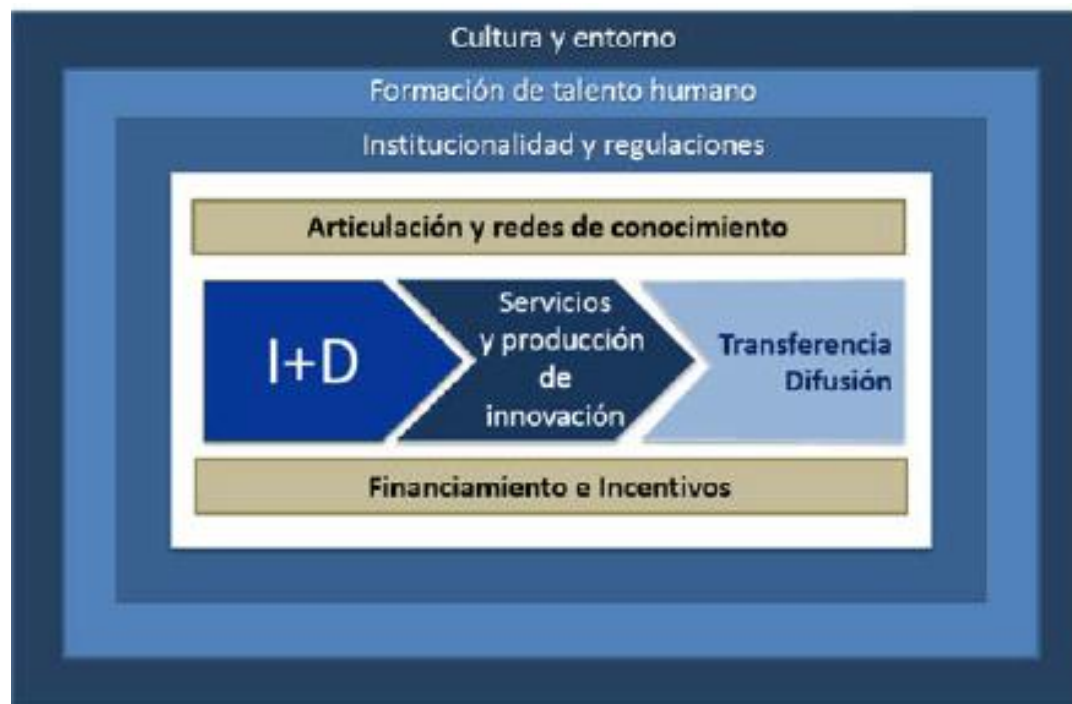 Cultura y entorno
Formación de talento humano
Institucionalidad y regulaciones
Articulación y redes de conocimiento
I+D
Servicios
y producción
de
innovación
Transferencia
Difusión
Financiamiento e Incentivos